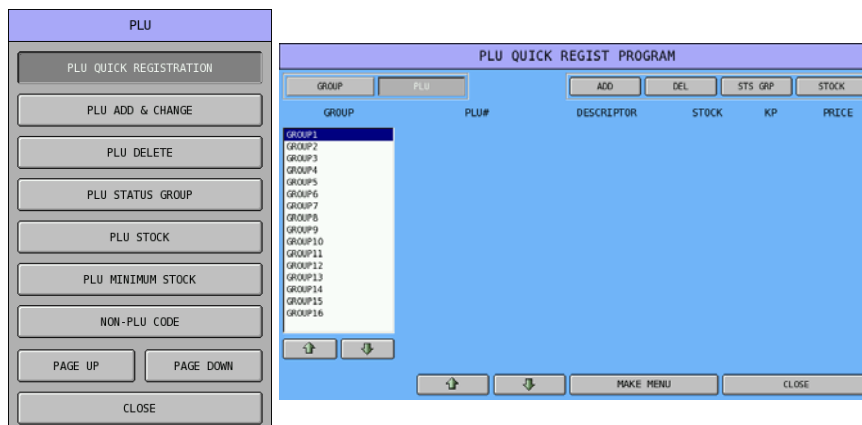 PLU
PLU QUICK REGISTRATION
PLU ADD & CHANGE
PLU DELETE
PLU STATUS GROUP
PLU STOCK
PLU MINIMUM STOCK
NON-PLU CODE
PAGE UP PAGE DOWN
CLOSE
PLU QUICK REGIST PROGRAM
GROUP PLU ADD DEL STS GRP STOCK
GROUP PLU# DESCRIPTOR STOCK KP PRICE
GROUP1
GROUP2
GROUP3
GROUP4
GROUP5
GROUP6
GROUP7
GROUP8
GROUP9
GROUP10
GROUP11
GROUP12
GROUP13
GROUP14
GROUP15
GROUP16
MAKE MENU CLOSE